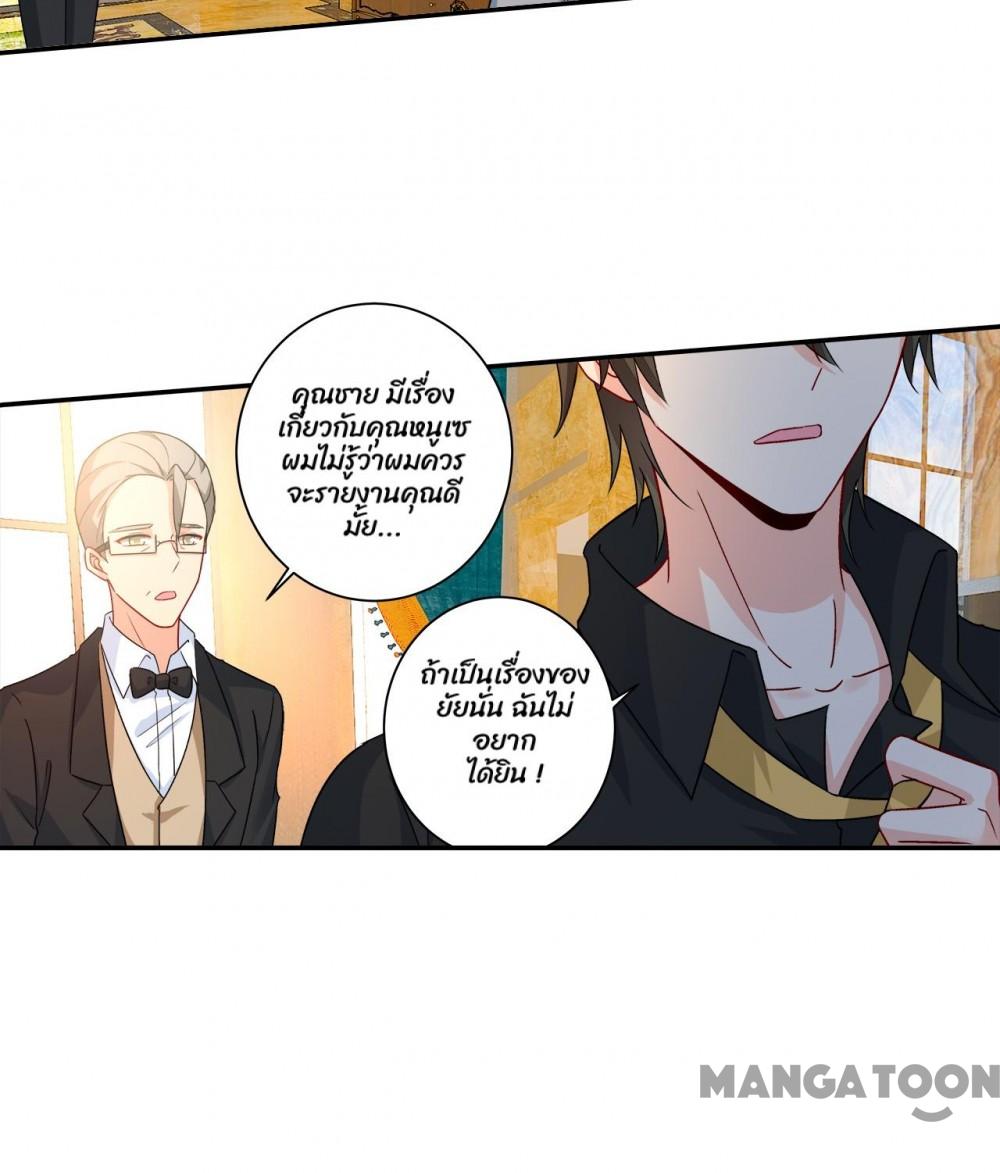 คุณชาย มีเรื่อง
เกี่ยวกับคุณหนูเซ
ผมไม่รู้ว่าผมควร
จะรายงานคุณดี
มั้ย...
ถ้าเป็นเรื่องของ
ยัยนั่น ฉันไม่
อยาก
ได้ยิน !
MANGATOON